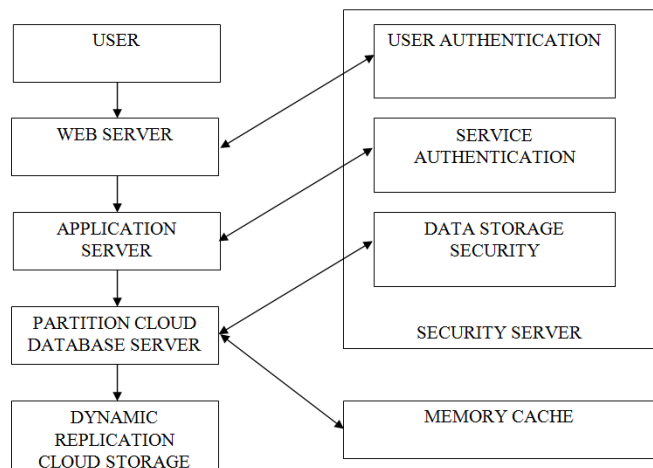 USER
WEB SERVER
APPLICATION
SERVER
PARTITION CLOUD
DATABASE SERVER
DYNAMIC
REPLICATION
CLOUD STORAGE
USER AUTHENTICATION
SERVICE
AUTHENTICATION
DATA STORAGE
SECURITY
SECURITY SERVER
MEMORY CACHE